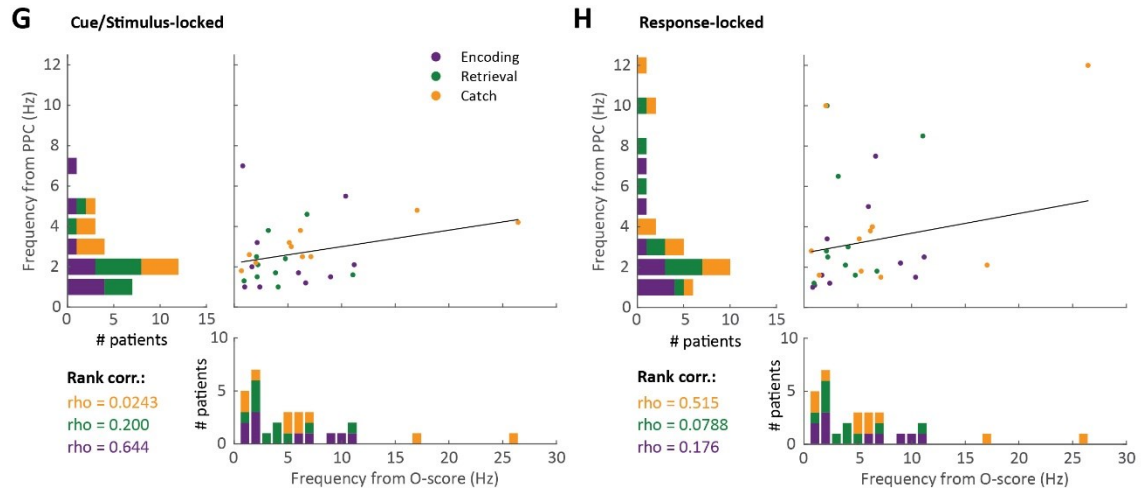 G Cue/Stimulus-locked
Encoding
Retrieval
Catch
Frequency from PPC (Hz)
12
10
8
6
4
2
0
0 5 10 15
# patients
# patients
10
5
0
0 5 10 15 20 25 30
Frequency from O-score (Hz)
Rank corr.:
rho = 0.0243
rho = 0.200
rho = 0.644
H Response-locked
Frequency from PPC (Hz)
12
10
8
6
4
2
0
0 5 10 15
# patients
# patients
10
5
0
0 5 10 15 20 25 30
Frequency from O-score (Hz)
Rank corr.:
rho = 0.515
rho = 0.0788
rho = 0.176